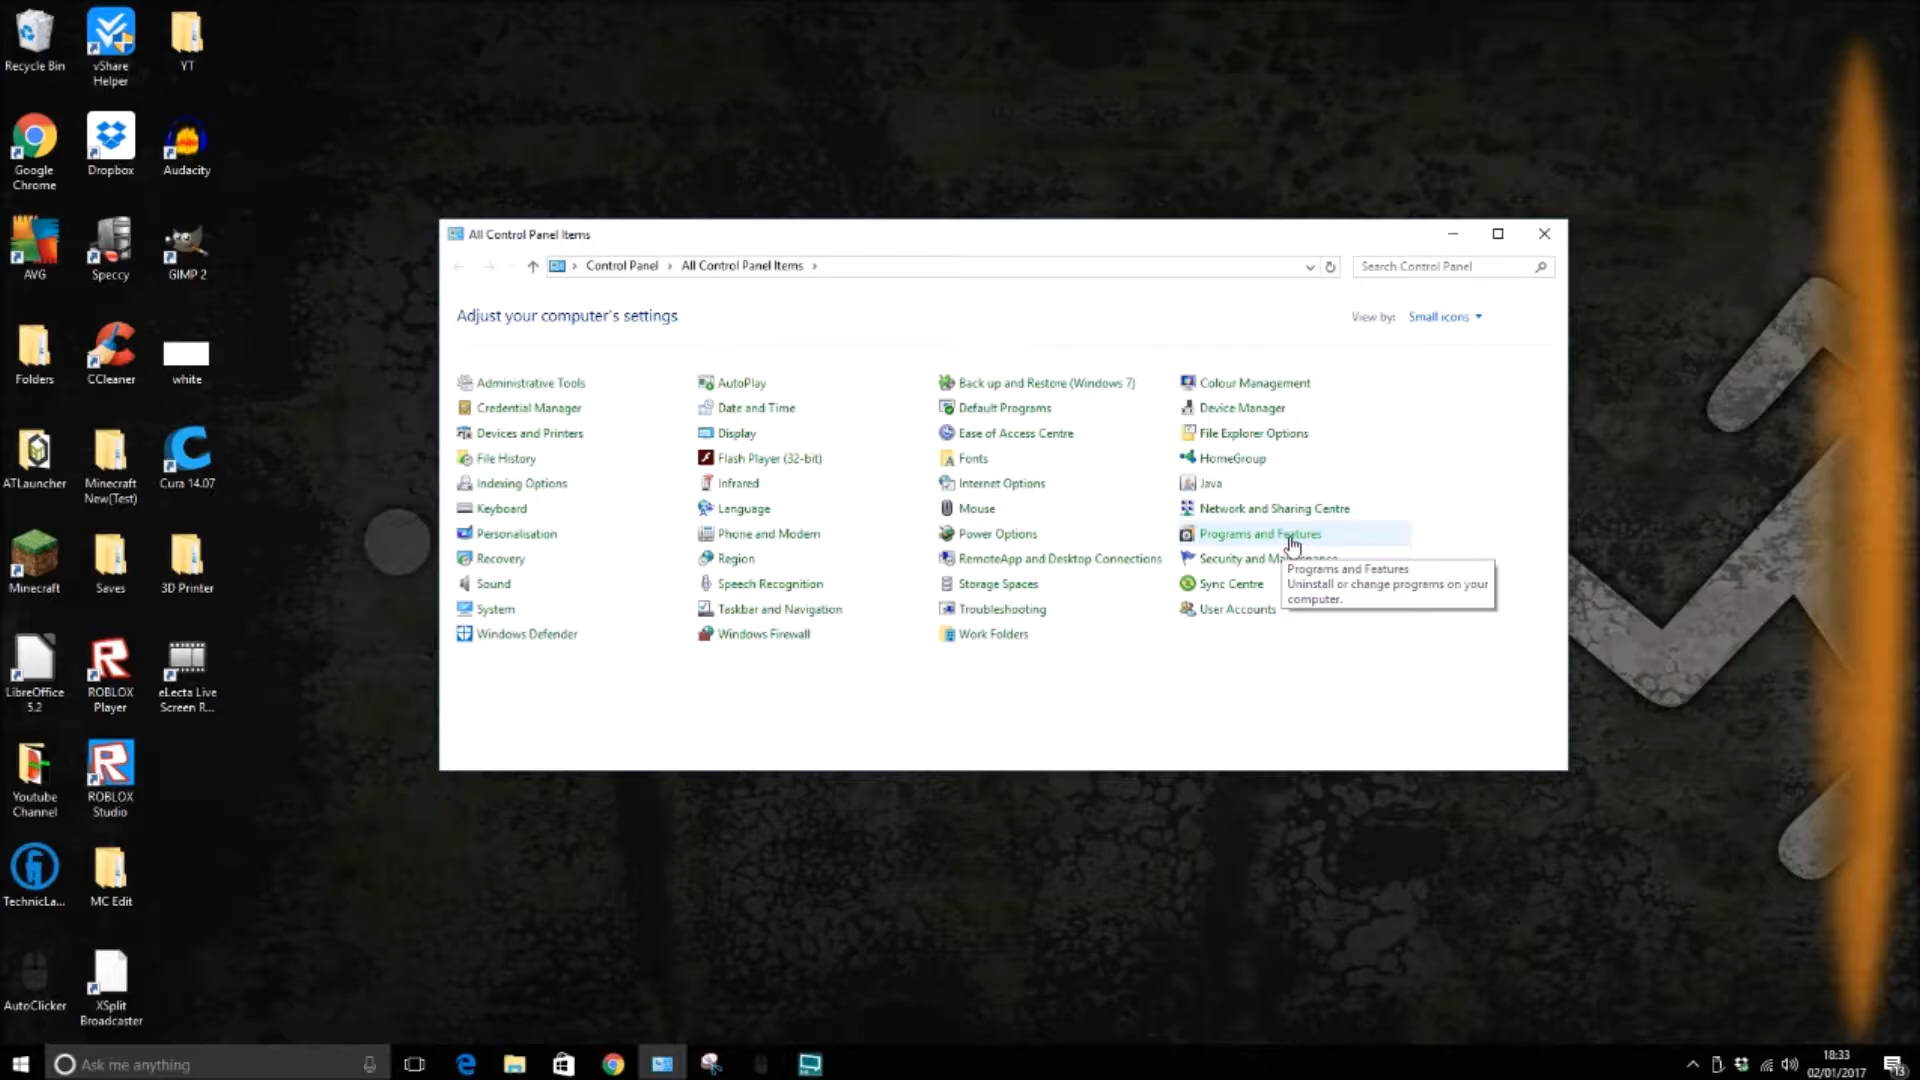 Recycle Bin
vShare
Helper
YT
Google
Chrome
Dropbox
Audacity
AVG
Speccy
GIMP 2
Folders
CCleaner
white
ATLauncher
Minecraft
New(Test)
Cura 14.07
Minecraft
Saves
3D Printer
LibreOffice
5.2
ROBLOX
Player
eLecta Live
Screen R...
Youtube
Channel
ROBLOX
Studio
TechnicLa...
MC Edit
AutoClicker
XSplit
Broadcaster
All Control Panel Items
Control Panel › All Control Panel Items ›
Search Control Panel
Adjust your computer's settings
View by: Small icons
Administrative Tools
AutoPlay
Back up and Restore (Windows 7)
Colour Management
Credential Manager
Date and Time
Default Programs
Device Manager
Devices and Printers
Display
Ease of Access Centre
File Explorer Options
File History
Flash Player (32-bit)
Fonts
HomeGroup
Indexing Options
Infrared
Internet Options
Java
Keyboard
Language
Mouse
Network and Sharing Centre
Personalisation
Phone and Modem
Power Options
Programs and Features
Recovery
Region
RemoteApp and Desktop Connections
Security and Maintenance
Sound
Speech Recognition
Storage Spaces
Sync Centre
System
Taskbar and Navigation
Troubleshooting
User Accounts
Windows Defender
Windows Firewall
Work Folders
Programs and Features
Uninstall or change programs on your
computer.
Ask me anything
18:33
02/01/2017
13